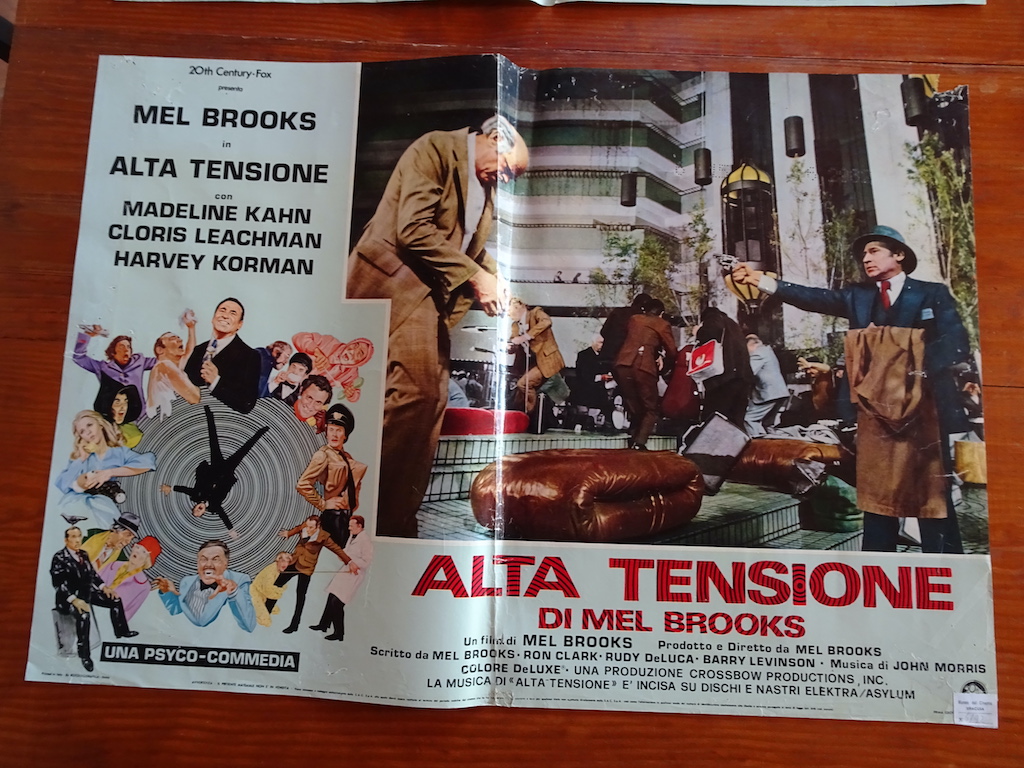 20th Century-Fox
presenta
MEL BROOKS
in
ALTA TENSIONE
con
MADELINE KAHN
CLORIS LEACHMAN
HARVEY KORMAN
UNA PSYCO-COMMEDIA
ALTA TENSIONE
DI MEL BROOKS
Un film di MEL BROOKS Prodotto e Diretto da MEL BROOKS
Scritto da MEL BROOKS · RON CLARK · RUDY DeLUCA · BARRY LEVINSON · Musica di JOHN MORRIS
COLORE DeLUXE · UNA PRODUZIONE CROSSBOW PRODUCTIONS, INC.
LA MUSICA DI "ALTA TENSIONE" E' INCISA SU DISCHI E NASTRI ELEKTRA/ASYLUM